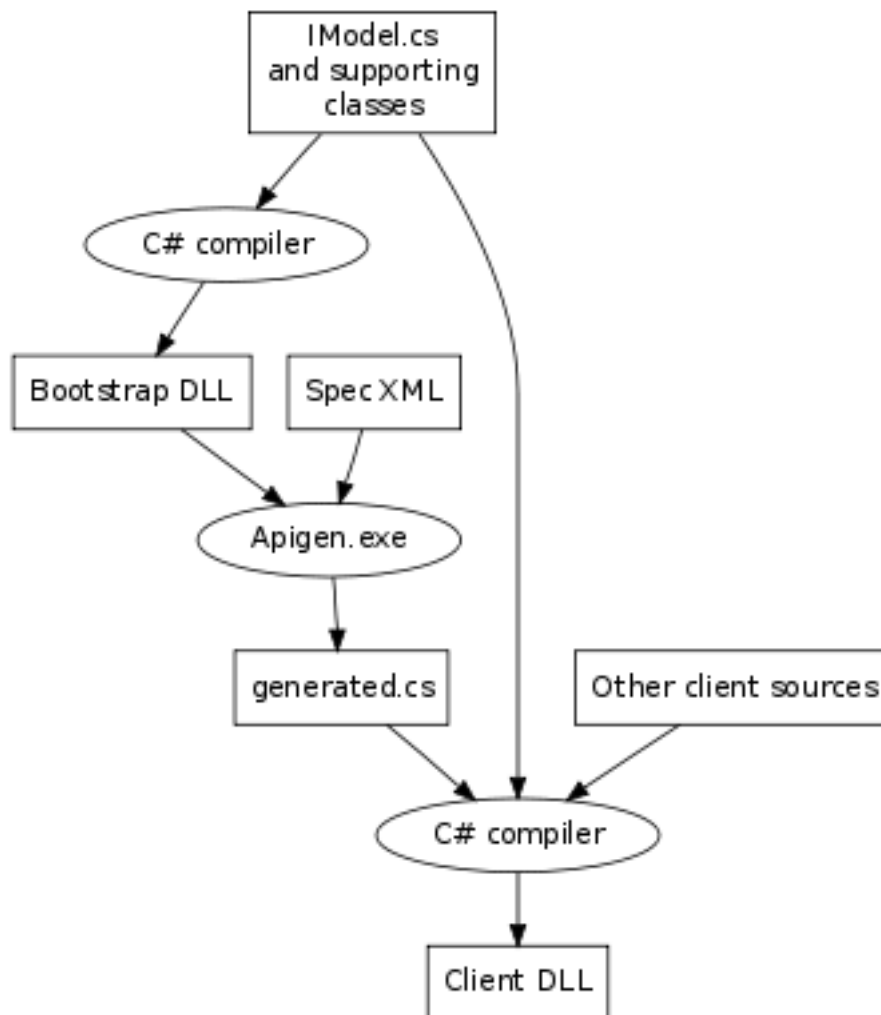 IModel.cs
and supporting
classes
C# compiler
Bootstrap DLL
Spec XML
Apigen.exe
generated.cs
Other client sources
C# compiler
Client DLL